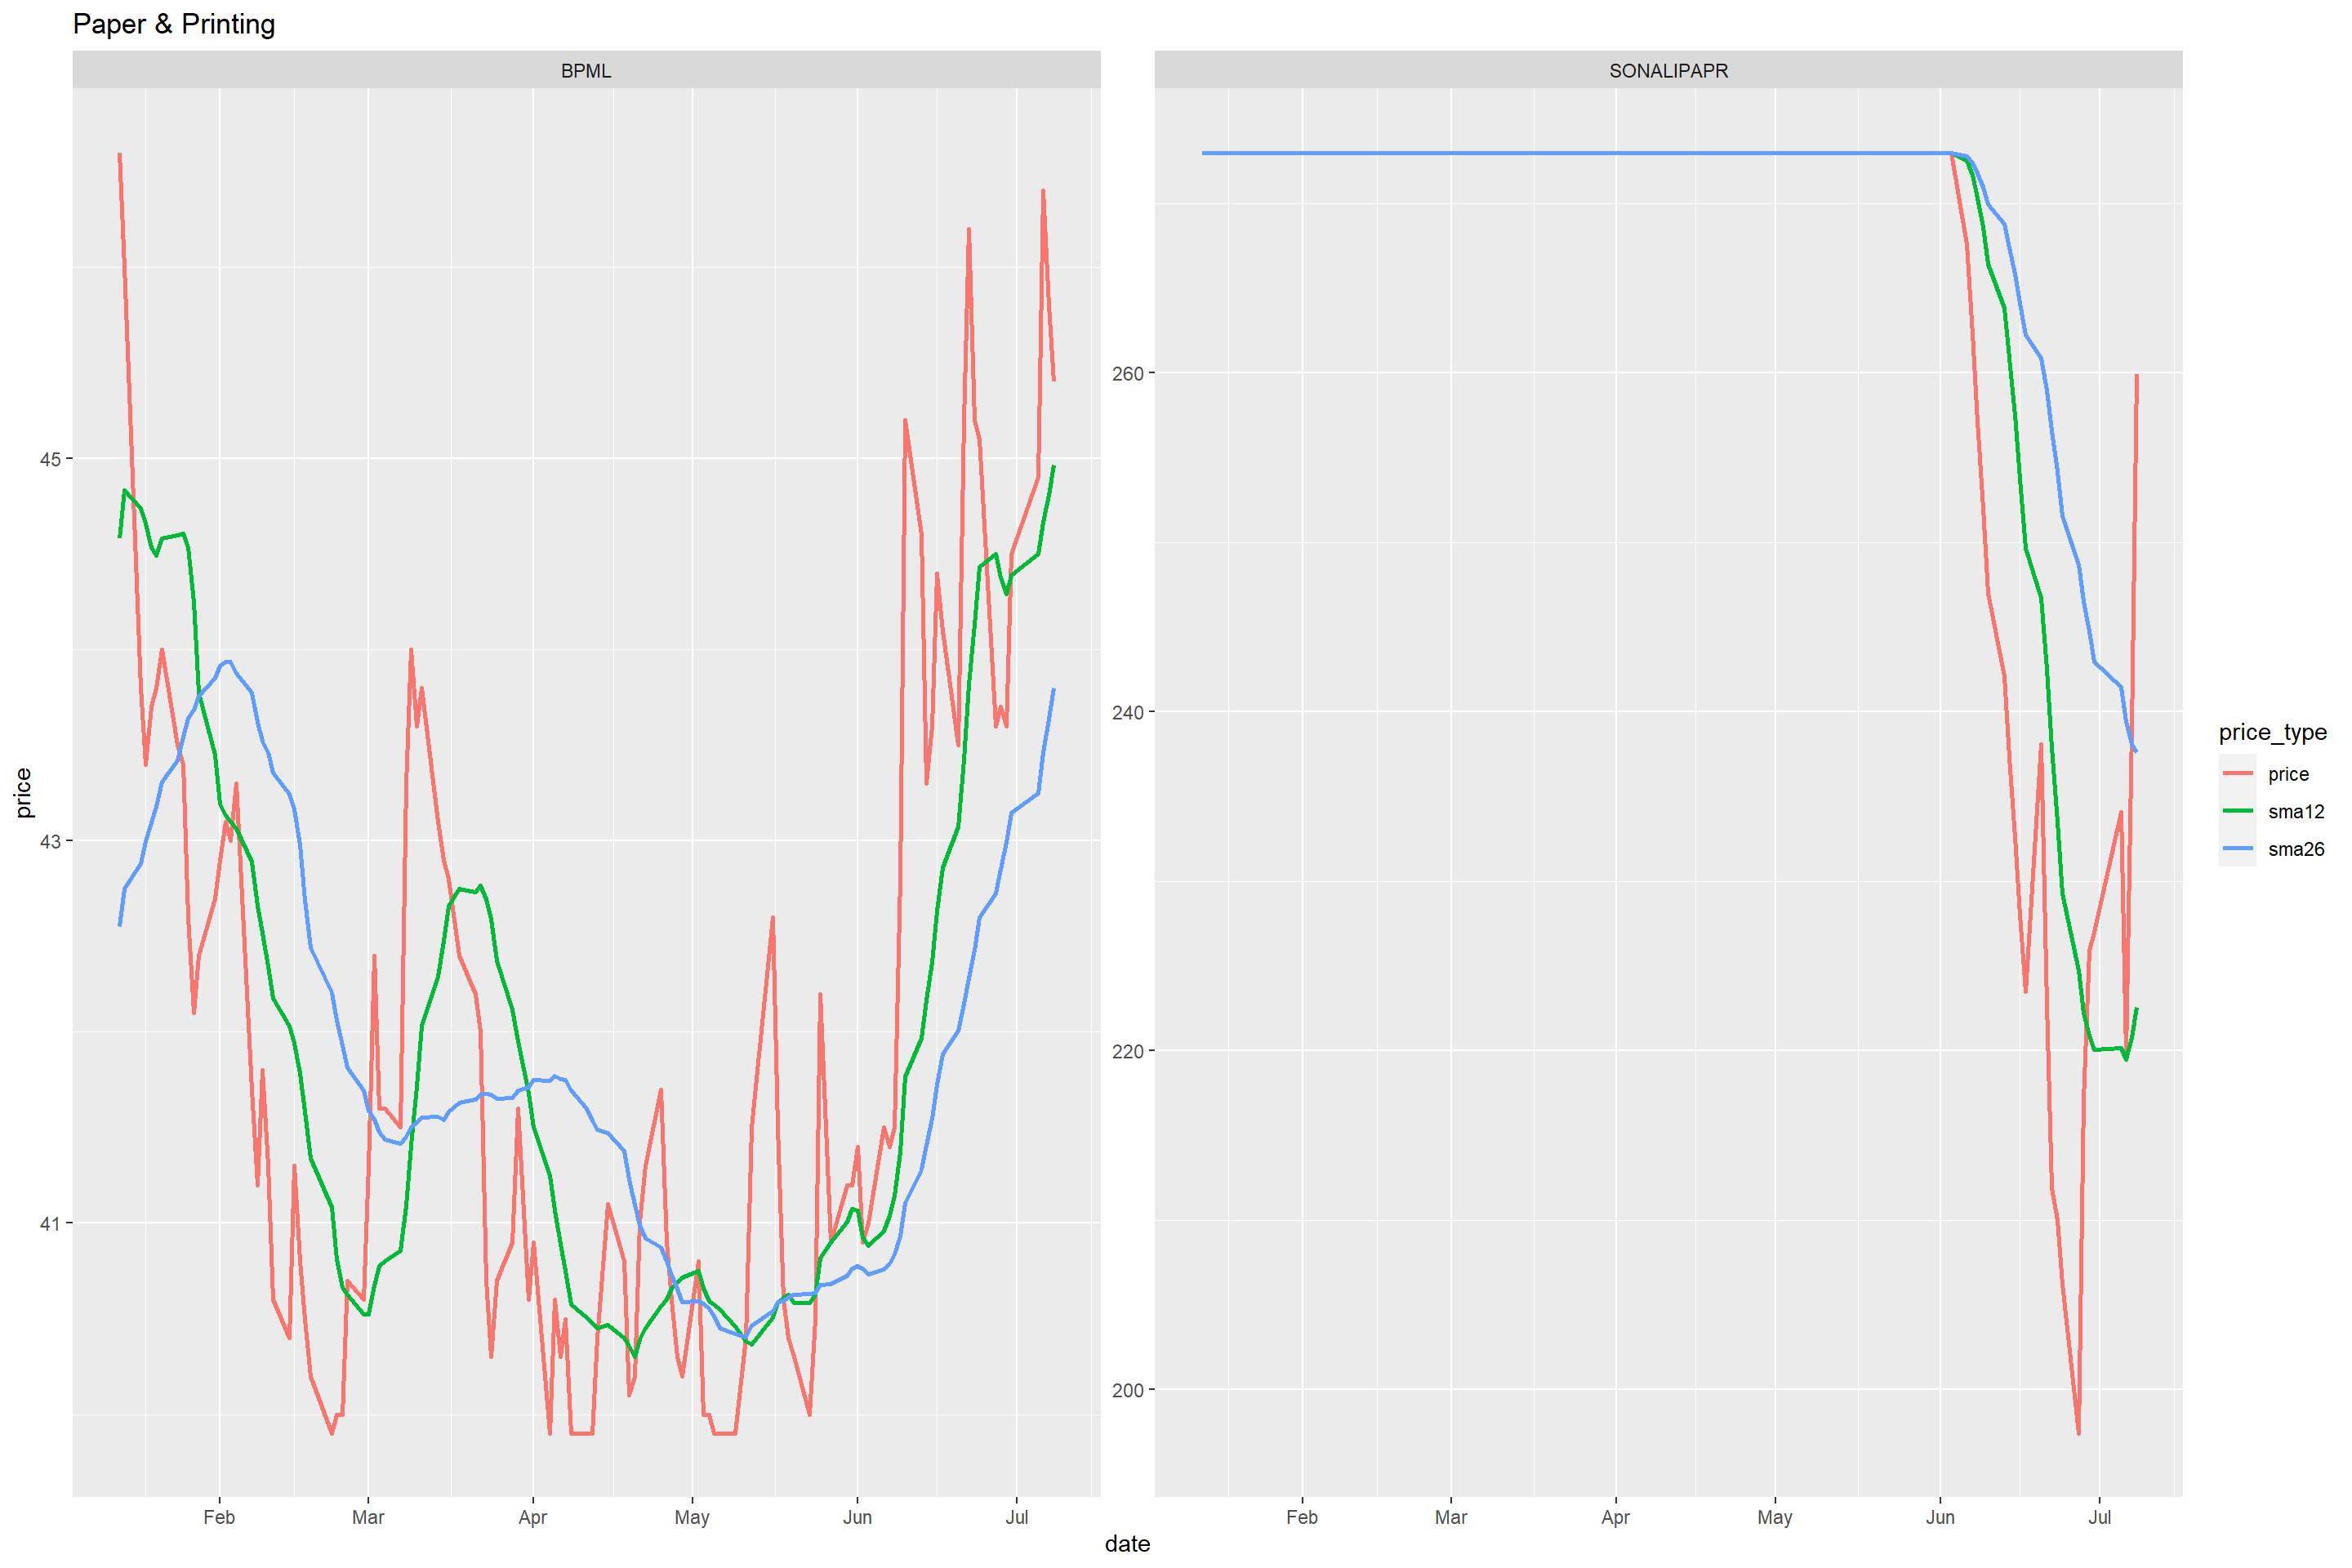 Paper & Printing
BPML
SONALIPAPR
price
45
43
41
260
240
220
200
Feb
Mar
Apr
May
Jun
Jul
Feb
Mar
Apr
May
Jun
Jul
date
price_type
price
sma12
sma26